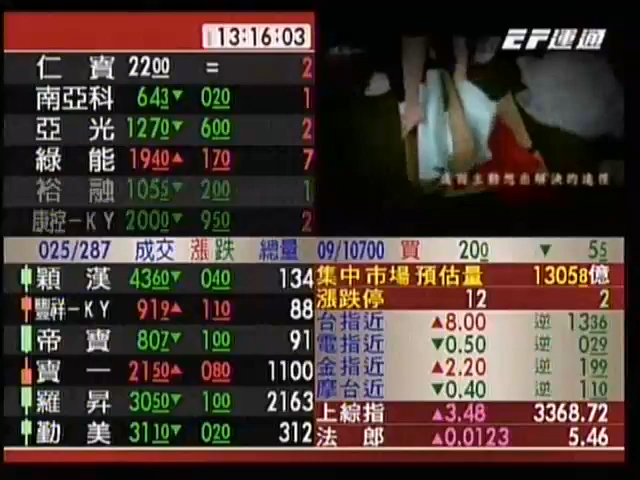 13:16:03
EF運通
仁寶 2200 = 2
南亞科 643▼ 020 1
亞光 1270▼ 600 2
綠能 1940▲ 170 7
裕融 1055▼ 200 1
康控-KY 2000▼ 950 2
025/287 成交 漲跌 總量
穎漢 4360▼ 040 134
豐祥-KY 919▲ 110 88
帝寶 807▼ 100 91
寶一 2150▲ 080 1100
羅昇 3050▼ 100 2163
勤美 3110▼ 020 312
09/10700 買 200 ▼ 55
集中市場 預估量 13058億
漲跌停 12 2
台指近 ▲8.00 逆 1336
電指近 ▼0.50 逆 029
金指近 ▲2.20 逆 199
摩台近 ▼0.40 逆 110
上綜指 ▲3.48 3368.72
法郎 ▲0.0123 5.46